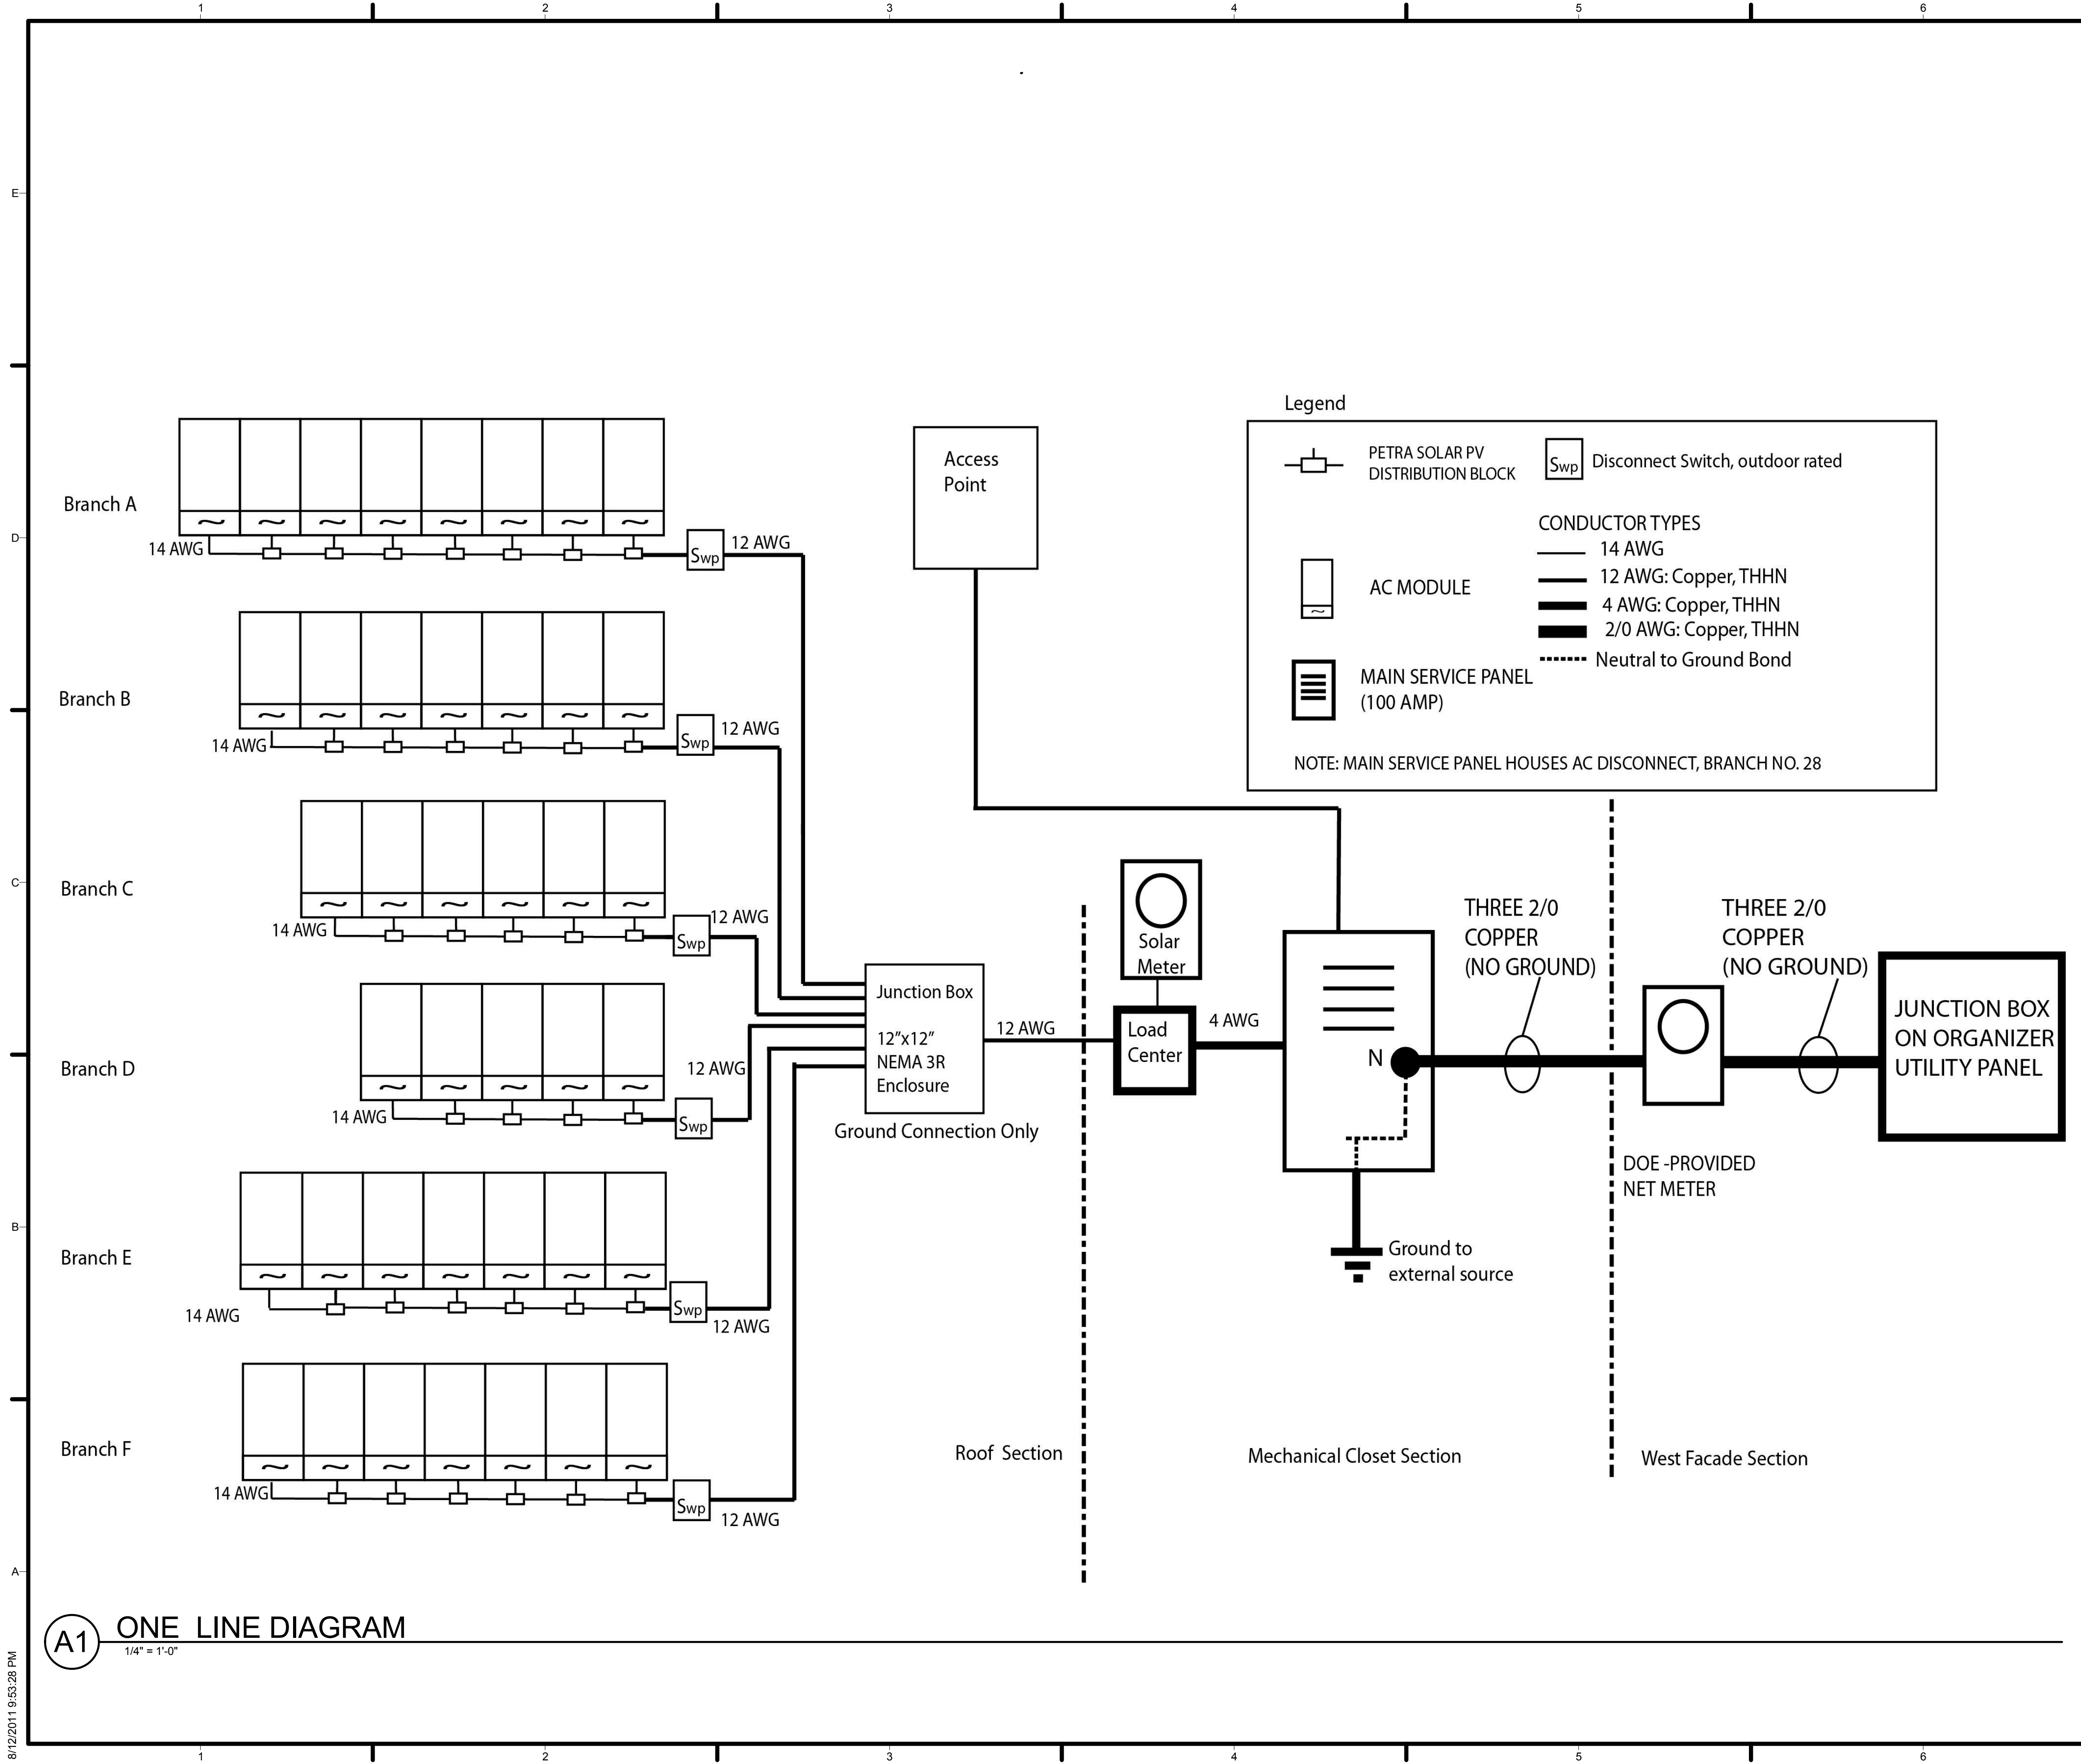 1 2 3 4 5 6
E
D
C
B
A
Branch A
~ ~ ~ ~ ~ ~ ~ ~
14 AWG
Swp
12 AWG
Branch B
~ ~ ~ ~ ~ ~ ~
14 AWG
Swp
12 AWG
Branch C
~ ~ ~ ~ ~ ~
14 AWG
Swp
12 AWG
Branch D
~ ~ ~ ~ ~
14 AWG
Swp
12 AWG
Branch E
~ ~ ~ ~ ~ ~ ~
14 AWG
Swp
12 AWG
Branch F
~ ~ ~ ~ ~ ~ ~
14 AWG
Swp
12 AWG
Access
Point
Legend
PETRA SOLAR PV
DISTRIBUTION BLOCK
Swp
Disconnect Switch, outdoor rated
~
AC MODULE
CONDUCTOR TYPES
14 AWG
12 AWG: Copper, THHN
4 AWG: Copper, THHN
2/0 AWG: Copper, THHN
Neutral to Ground Bond
MAIN SERVICE PANEL
(100 AMP)
NOTE: MAIN SERVICE PANEL HOUSES AC DISCONNECT, BRANCH NO. 28
Junction Box
12”x12”
NEMA 3R
Enclosure
Ground Connection Only
12 AWG
Solar
Meter
Load
Center
4 AWG
N
THREE 2/0
COPPER
(NO GROUND)
THREE 2/0
COPPER
(NO GROUND)
JUNCTION BOX
ON ORGANIZER
UTILITY PANEL
DOE -PROVIDED
NET METER
Ground to
external source
Roof Section
Mechanical Closet Section
West Facade Section
A1
ONE LINE DIAGRAM
1/4" = 1'-0"
8/12/2011 9:53:28 PM
1 2 3 4 5 6